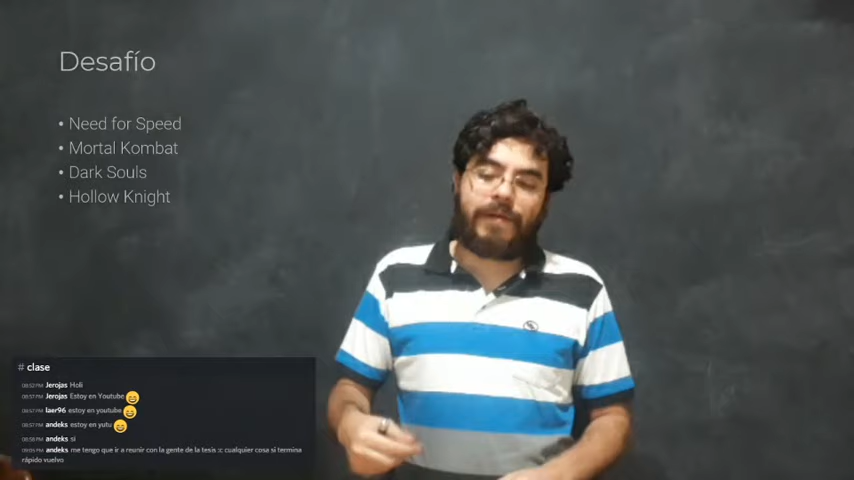 Desafío
• Need for Speed
• Mortal Kombat
• Dark Souls
• Hollow Knight
# clase
Jerojas Holi
Jerojas Estoy en Youtube 😄
laer96 estoy en youtube 😄
andeks estoy en yutu 😄
andeks si
andeks me tengo que ir a reunir con la gente de la tesis :c cualquier cosa si termina
rápido vuelvo